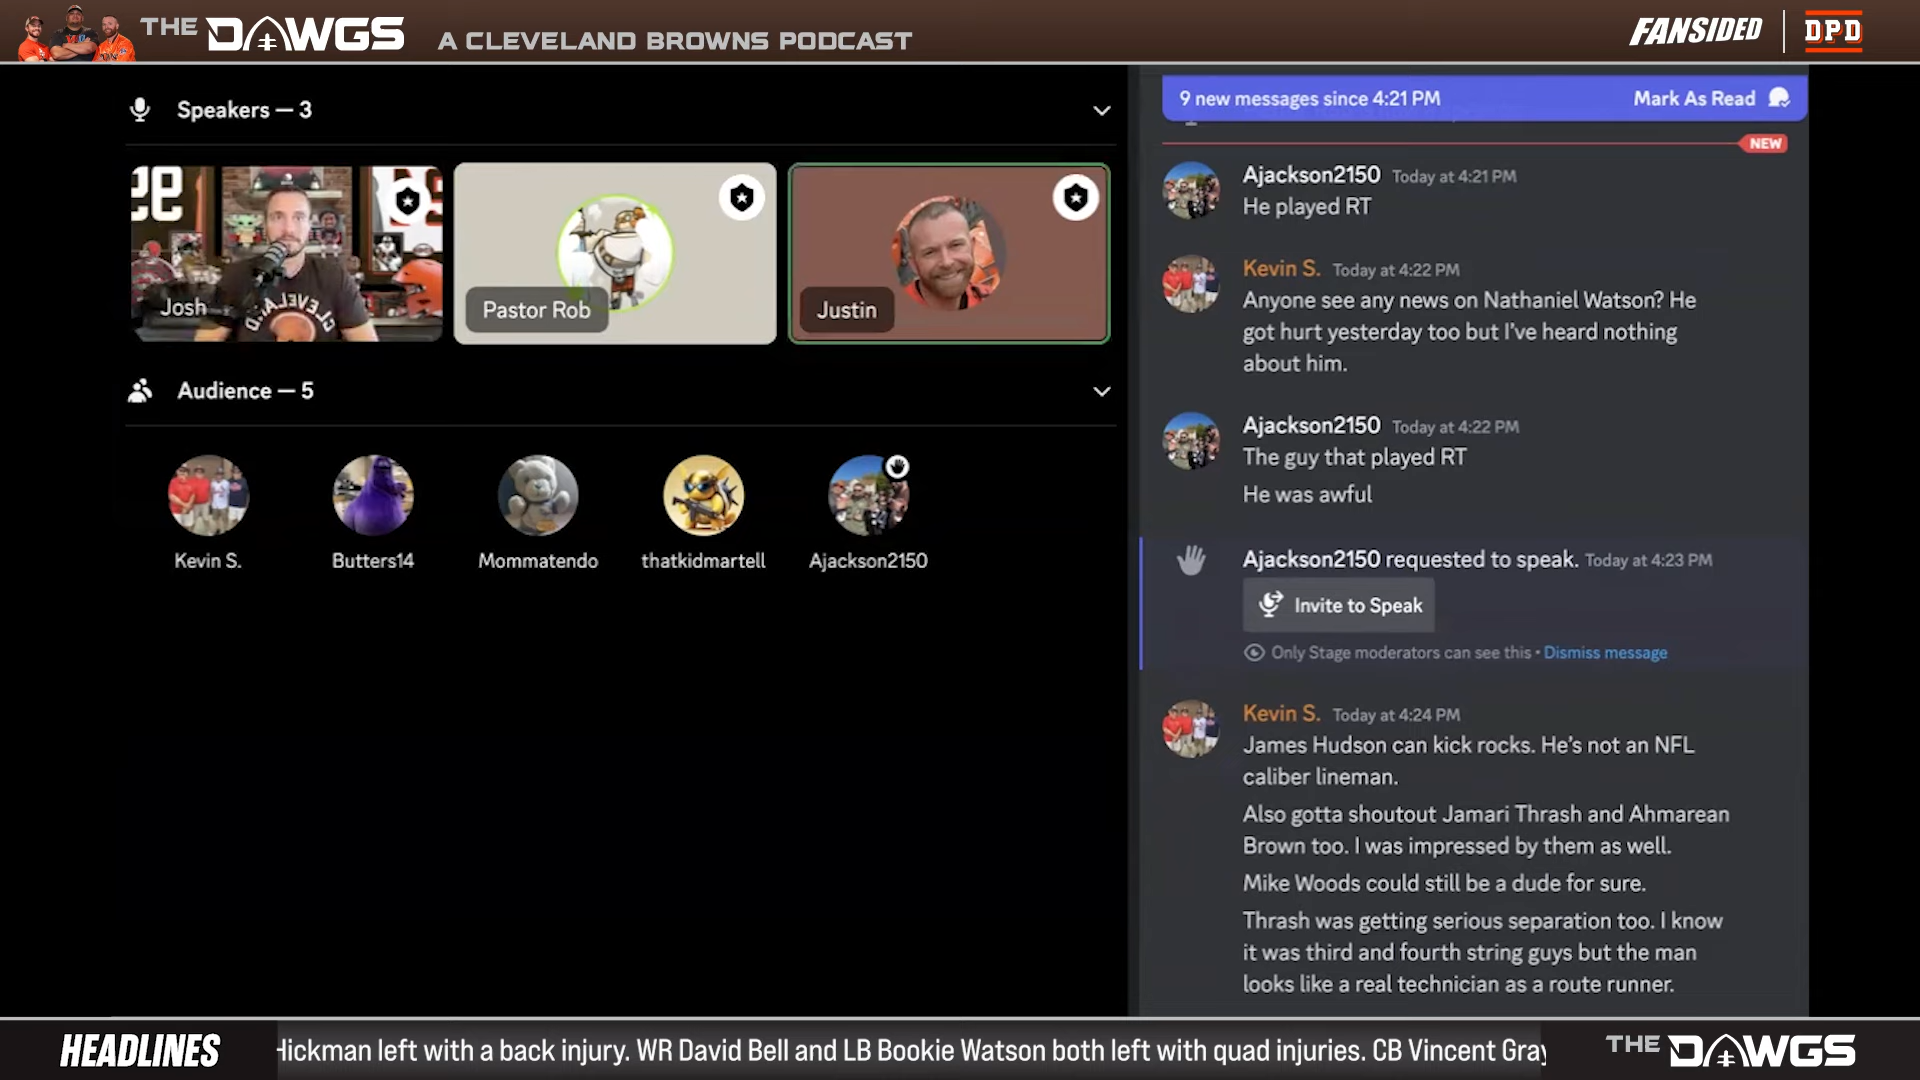 THE DAWGS A CLEVELAND BROWNS PODCAST
FANSIDED DPD
Speakers — 3
Josh
Pastor Rob
Justin
Audience — 5
Kevin S.
Butters14
Mommatendo
thatkidmartell
Ajackson2150
9 new messages since 4:21 PM Mark As Read
NEW
Ajackson2150 Today at 4:21 PM
He played RT
Kevin S. Today at 4:22 PM
Anyone see any news on Nathaniel Watson? He
got hurt yesterday too but I've heard nothing
about him.
Ajackson2150 Today at 4:22 PM
The guy that played RT
He was awful
Ajackson2150 requested to speak. Today at 4:23 PM
Invite to Speak
Only Stage moderators can see this • Dismiss message
Kevin S. Today at 4:24 PM
James Hudson can kick rocks. He's not an NFL
caliber lineman.
Also gotta shoutout Jamari Thrash and Ahmarean
Brown too. I was impressed by them as well.
Mike Woods could still be a dude for sure.
Thrash was getting serious separation too. I know
it was third and fourth string guys but the man
looks like a real technician as a route runner.
HEADLINES
Hickman left with a back injury. WR David Bell and LB Bookie Watson both left with quad injuries. CB Vincent Gray
THE DAWGS